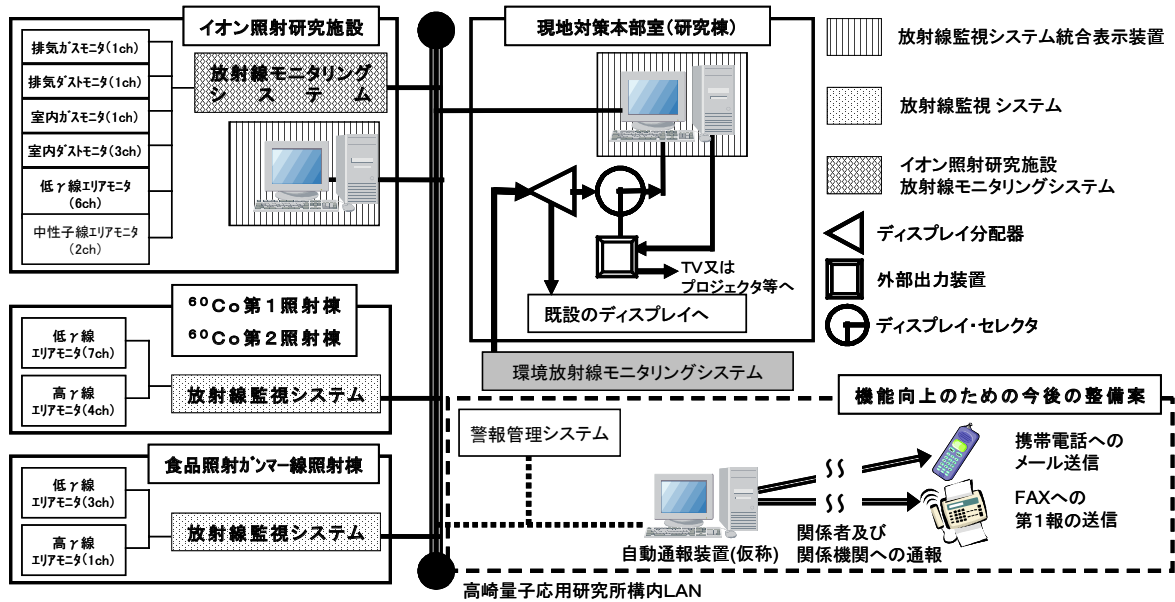 イオン照射研究施設
排気ガスモニタ(1ch)
排気ダストモニタ(1ch)
室内ガスモニタ(1ch)
室内ダストモニタ(3ch)
低γ線エリアモニタ
(6ch)
中性子線エリアモニタ
(2ch)
放射線モニタリング
システム
⁶⁰Co第1照射棟
⁶⁰Co第2照射棟
低γ線
エリアモニタ(7ch)
高γ線
エリアモニタ(4ch)
放射線監視システム
食品照射ガンマー線照射棟
低γ線
エリアモニタ(3ch)
高γ線
エリアモニタ(1ch)
放射線監視システム
現地対策本部室(研究棟)
TV又は
プロジェクタ等へ
既設のディスプレイへ
環境放射線モニタリングシステム
放射線監視システム統合表示装置
放射線監視 システム
イオン照射研究施設
放射線モニタリングシステム
ディスプレイ分配器
外部出力装置
ディスプレイ・セレクタ
機能向上のための今後の整備案
警報管理システム
自動通報装置(仮称)
関係者及び
関係機関への通報
携帯電話への
メール送信
FAXへの
第1報の送信
高崎量子応用研究所構内LAN